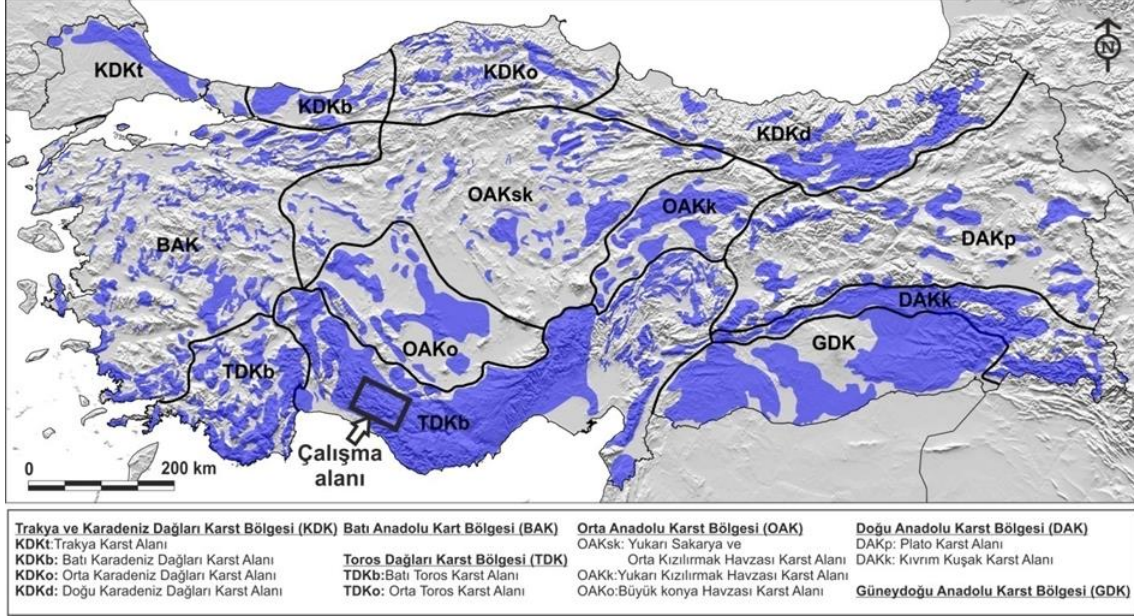 N
KDKt
KDKb
KDKo
KDKd
OAKsk
OAKk
BAK
DAKp
DAKk
GDK
OAKo
TDKb
TDKb
Çalışma
alanı
0 200 km
Trakya ve Karadeniz Dağları Karst Bölgesi (KDK)
KDKt:Trakya Karst Alanı
KDKb: Batı Karadeniz Dağları Karst Alanı
KDKo: Orta Karadeniz Dağları Karst Alanı
KDKd: Doğu Karadeniz Dağları Karst Alanı
Batı Anadolu Kart Bölgesi (BAK)
Toros Dağları Karst Bölgesi (TDK)
TDKb:Batı Toros Karst Alanı
TDKo: Orta Toros Karst Alanı
Orta Anadolu Karst Bölgesi (OAK)
OAKsk: Yukarı Sakarya ve
Orta Kızılırmak Havzası Karst Alanı
OAKk:Yukarı Kızılırmak Havzası Karst Alanı
OAKo:Büyük konya Havzası Karst Alanı
Doğu Anadolu Karst Bölgesi (DAK)
DAKp: Plato Karst Alanı
DAKk: Kıvrım Kuşak Karst Alanı
Güneydoğu Anadolu Karst Bölgesi (GDK)